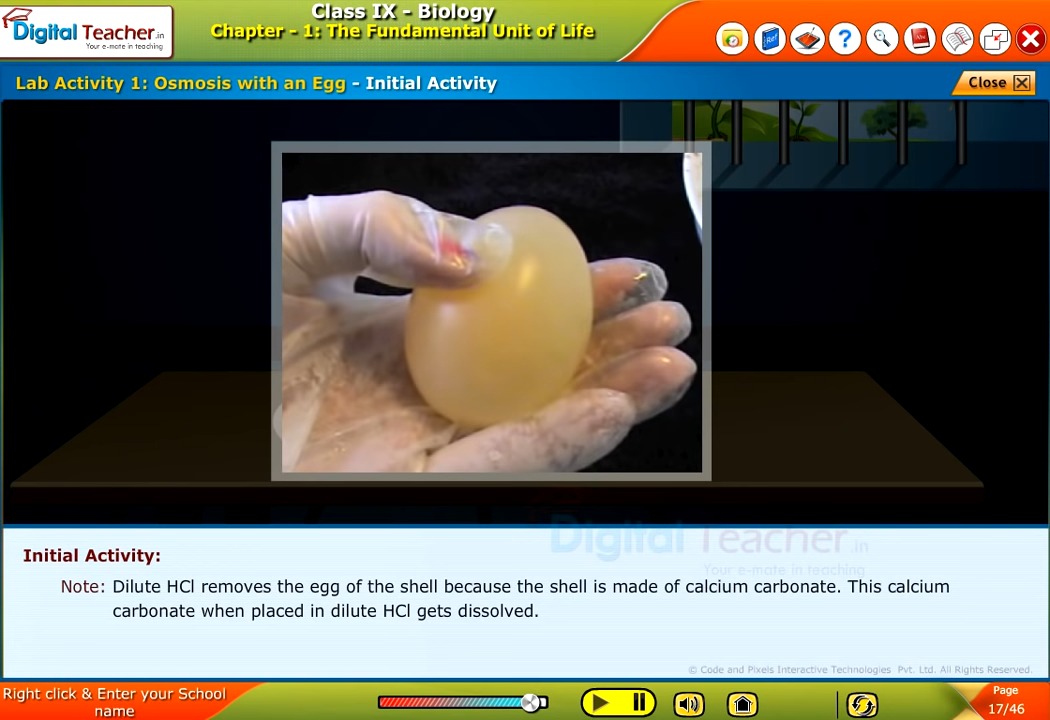 Class IX - Biology
Digital Teacher.in
Your e-mate in teaching
Chapter - 1: The Fundamental Unit of Life
Lab Activity 1: Osmosis with an Egg - Initial Activity
Close
Digital Teacher.in
Your e-mate in teaching
Initial Activity:
Note: Dilute HCl removes the egg of the shell because the shell is made of calcium carbonate. This calcium
carbonate when placed in dilute HCl gets dissolved.
© Code and Pixels Interactive Technologies Pvt. Ltd. All Rights Reserved.
Right click & Enter your School
name
Page
17/46